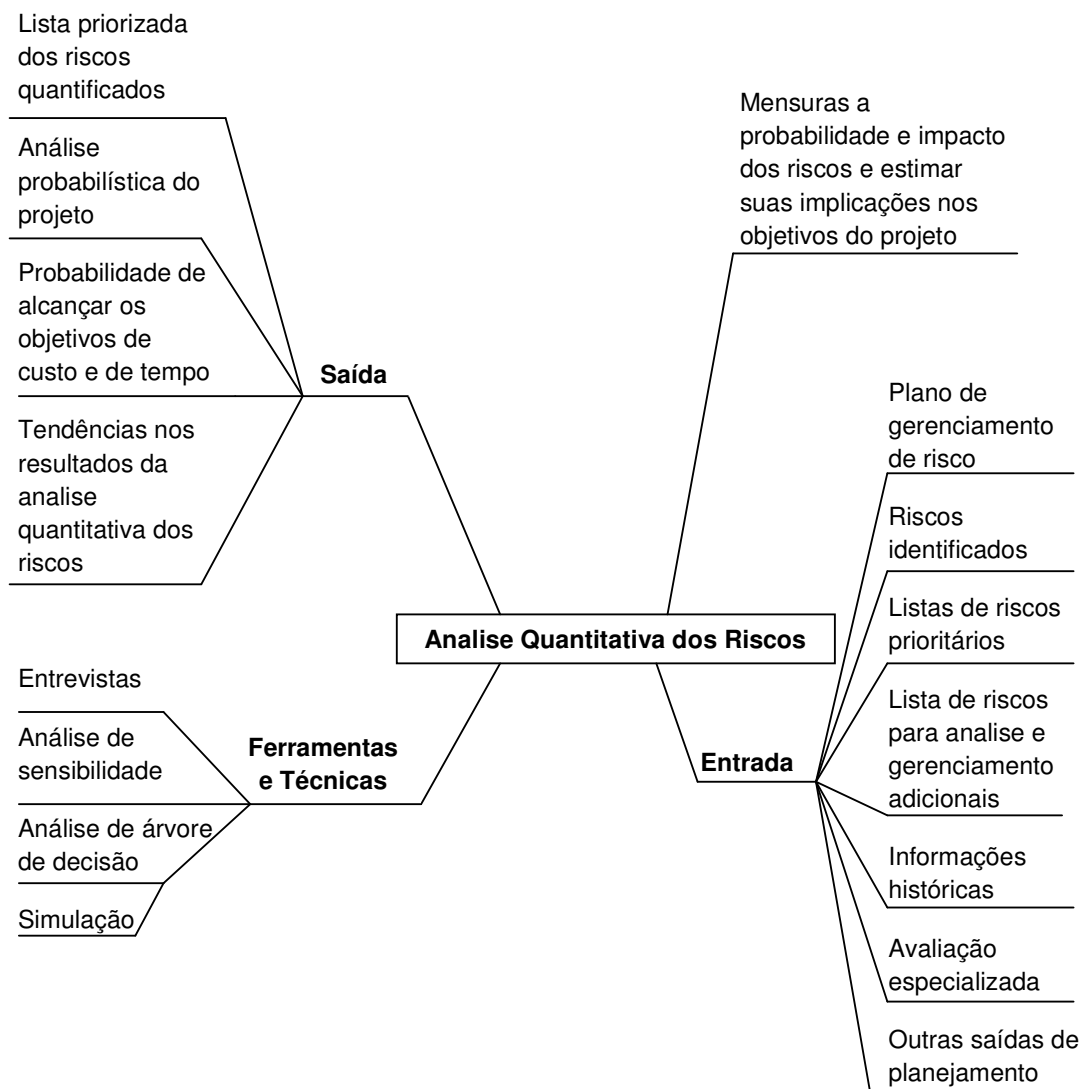 Lista priorizada
dos riscos
quantificados
Análise
probabilística do
projeto
Probabilidade de
alcançar os
objetivos de
custo e de tempo
Tendências nos
resultados da
analise
quantitativa dos
riscos
Saída
Mensuras a
probabilidade e impacto
dos riscos e estimar
suas implicações nos
objetivos do projeto
Analise Quantitativa dos Riscos
Entrevistas
Análise de
sensibilidade
Análise de árvore
de decisão
Simulação
Ferramentas
e Técnicas
Entrada
Plano de
gerenciamento
de risco
Riscos
identificados
Listas de riscos
prioritários
Lista de riscos
para analise e
gerenciamento
adicionais
Informações
históricas
Avaliação
especializada
Outras saídas de
planejamento